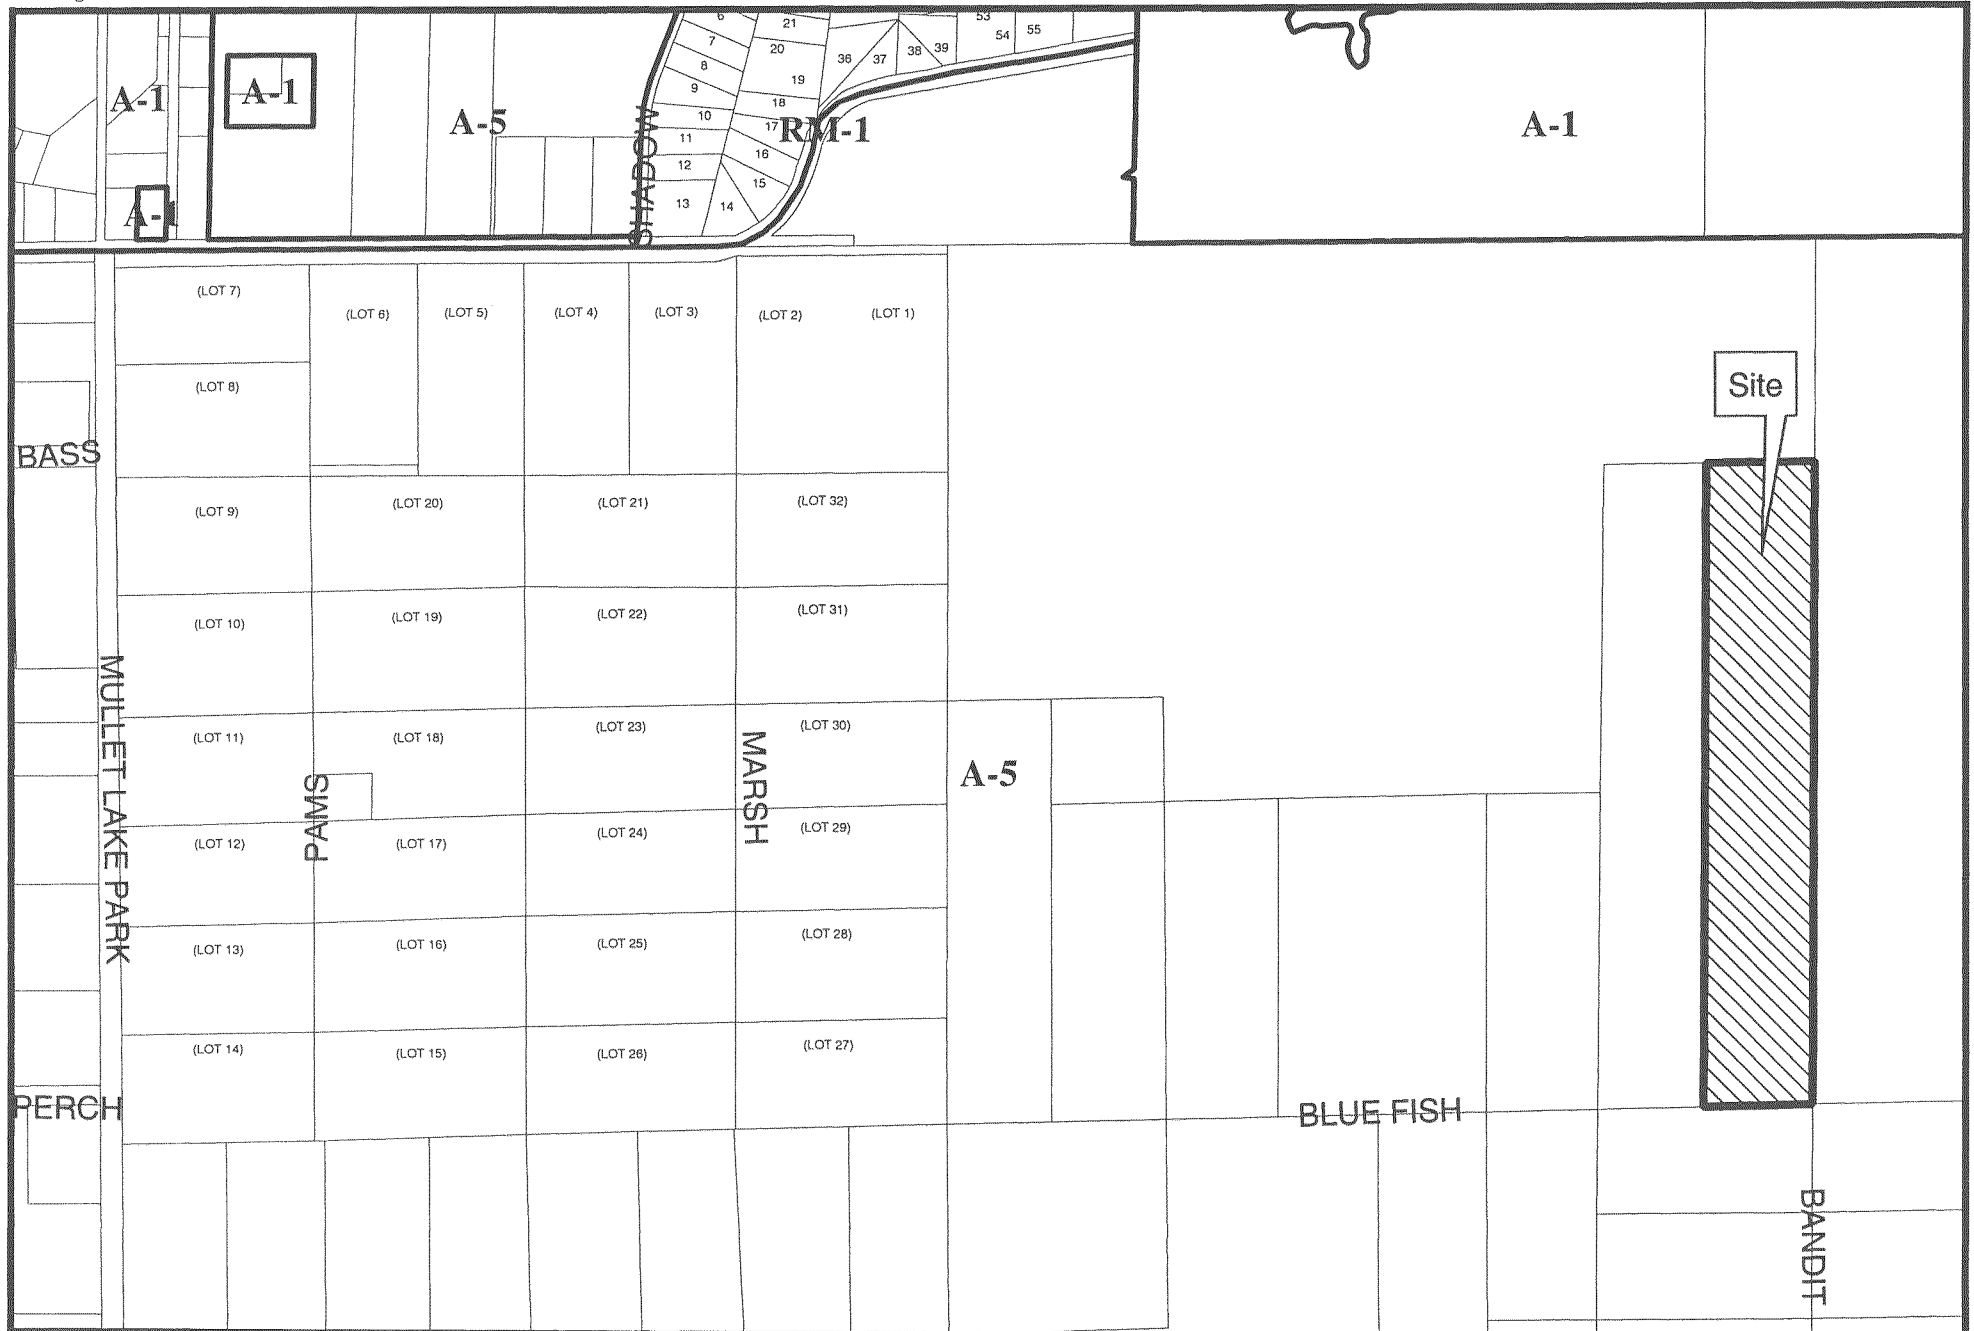 6
7
8
9
10
11
12
13
14
15
16
17
18
19
20
21
36
37
38
39
53
54
55
A-1
A-1
A-1
A-5
SHADOW
RM-1
A-1
(LOT 7)
(LOT 6)
(LOT 5)
(LOT 4)
(LOT 3)
(LOT 2)
(LOT 1)
(LOT 8)
Site
BASS
(LOT 9)
(LOT 20)
(LOT 21)
(LOT 32)
(LOT 10)
(LOT 19)
(LOT 22)
(LOT 31)
MULLET LAKE PARK
(LOT 11)
(LOT 18)
(LOT 23)
(LOT 30)
PAMS
MARSH
A-5
(LOT 12)
(LOT 17)
(LOT 24)
(LOT 29)
(LOT 13)
(LOT 16)
(LOT 25)
(LOT 28)
(LOT 14)
(LOT 15)
(LOT 26)
(LOT 27)
PERCH
BLUE FISH
BANDIT